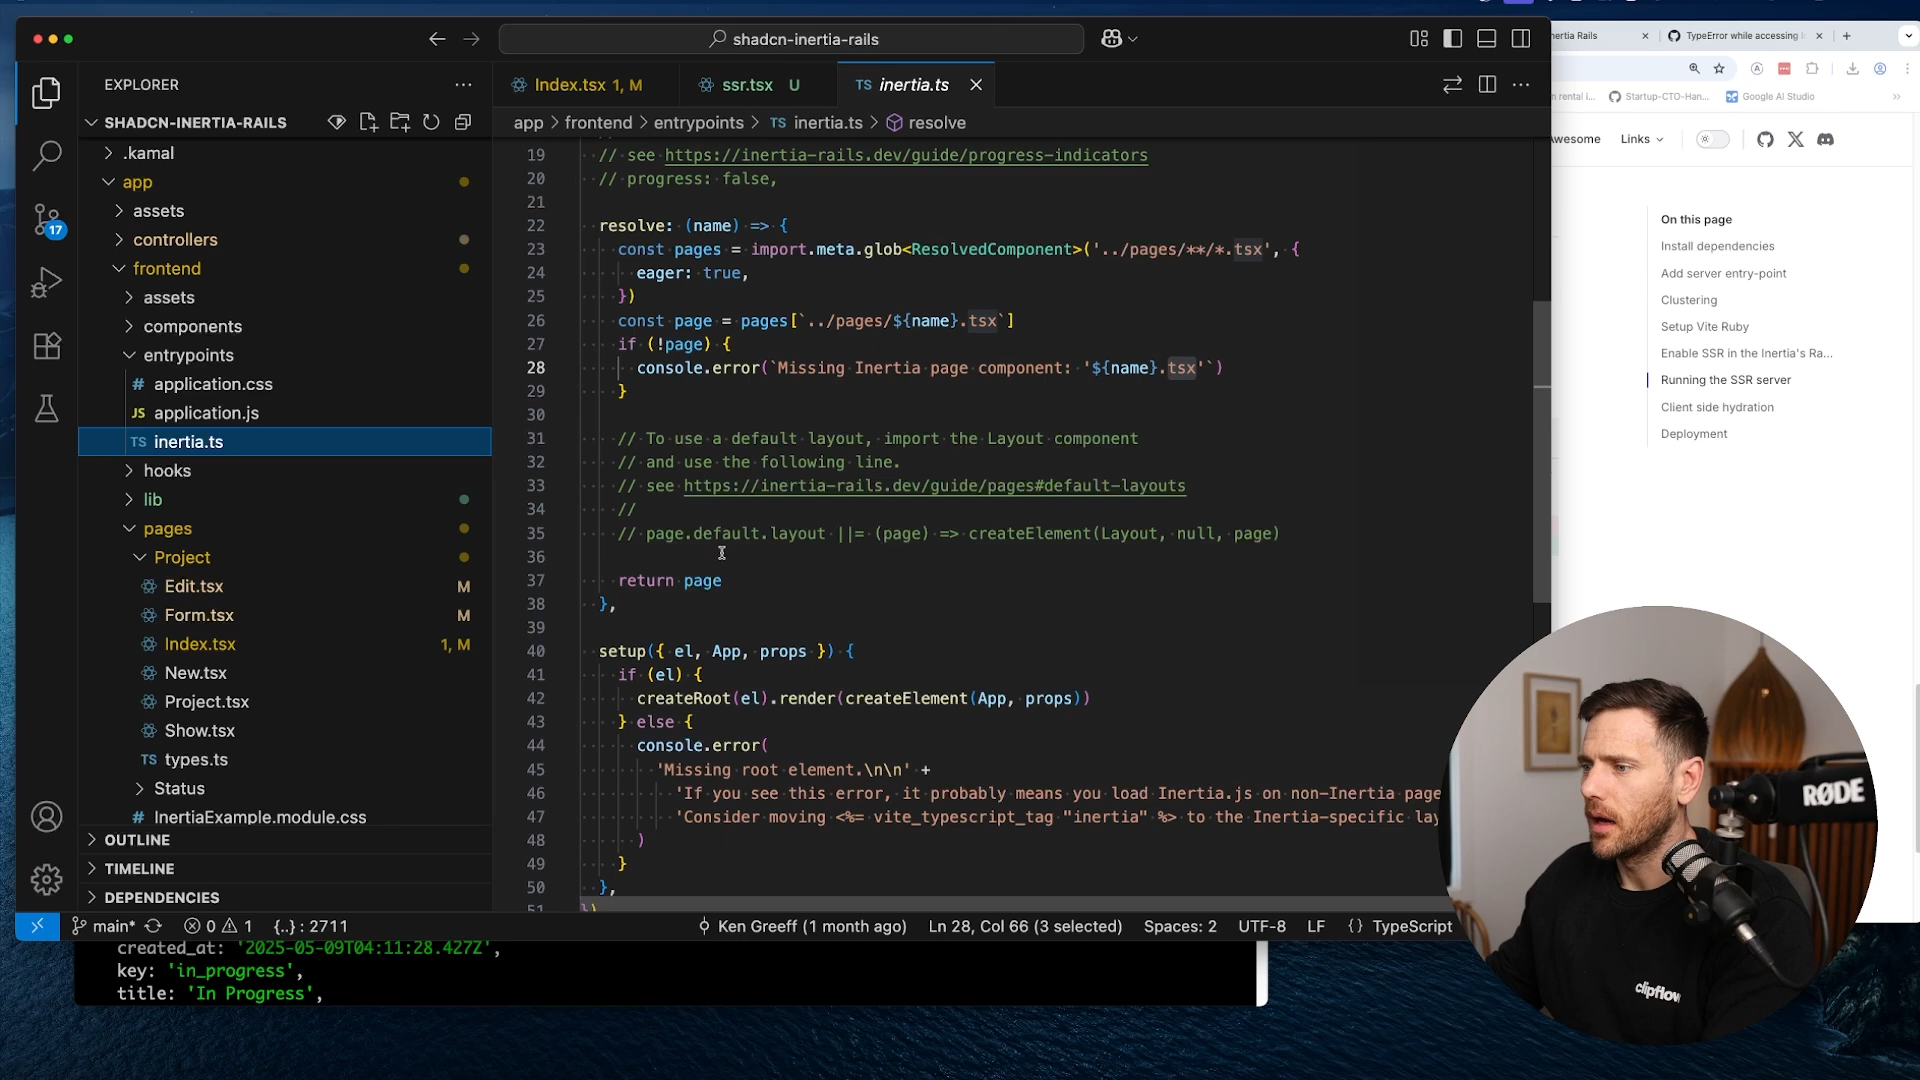 shadcn-inertia-rails
EXPLORER
SHADCN-INERTIA-RAILS
.kamal
app
assets
controllers
frontend
assets
components
entrypoints
application.css
application.js
inertia.ts
hooks
lib
pages
Project
Edit.tsx M
Form.tsx M
Index.tsx 1, M
New.tsx
Project.tsx
Show.tsx
types.ts
Status
InertiaExample.module.css
OUTLINE
TIMELINE
DEPENDENCIES
17
Index.tsx 1, M
ssr.tsx U
TS inertia.ts
app > frontend > entrypoints > TS inertia.ts > resolve
19 // see https://inertia-rails.dev/guide/progress-indicators
20 // progress: false,
21
22 resolve: (name) => {
23 const pages = import.meta.glob<ResolvedComponent>('../pages/**/*.tsx', {
24 eager: true,
25 })
26 const page = pages[`../pages/${name}.tsx`]
27 if (!page) {
28 console.error(`Missing Inertia page component: '${name}.tsx'`)
29 }
30
31 // To use a default layout, import the Layout component
32 // and use the following line.
33 // see https://inertia-rails.dev/guide/pages#default-layouts
34 //
35 // page.default.layout ||= (page) => createElement(Layout, null, page)
36
37 return page
38 },
39
40 setup({ el, App, props }) {
41 if (el) {
42 createRoot(el).render(createElement(App, props))
43 } else {
44 console.error(
45 'Missing root element.\n\n' +
46 'If you see this error, it probably means you load Inertia.js on non-Inertia page
47 'Consider moving <%= vite_typescript_tag "inertia" %> to the Inertia-specific lay
48 )
49 }
50 },
51 })
main* 0 1 {..} : 2711
Ken Greeff (1 month ago) Ln 28, Col 66 (3 selected) Spaces: 2 UTF-8 LF {} TypeScript
created_at: '2025-05-09T04:11:28.427Z',
key: 'in_progress',
title: 'In Progress',
nertia Rails
TypeError while accessing
n rental i...
Startup-CTO-Han...
Google AI Studio
wesome
Links
On this page
Install dependencies
Add server entry-point
Clustering
Setup Vite Ruby
Enable SSR in the Inertia's Ra...
Running the SSR server
Client side hydration
Deployment
RØDE
clipflow